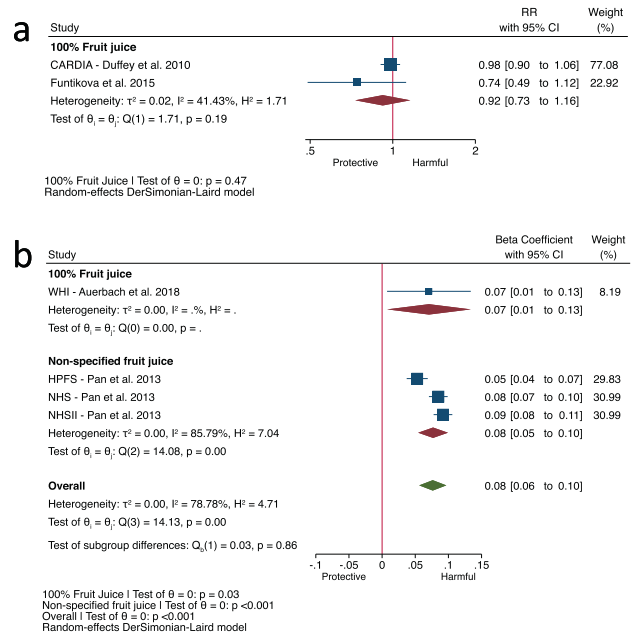 a
RR Weight
Study with 95% CI (%)
100% Fruit juice
CARDIA - Duffey et al. 2010 0.98 [0.90 to 1.06] 77.08
Funtikova et al. 2015 0.74 [0.49 to 1.12] 22.92
Heterogeneity: τ² = 0.02, I² = 41.43%, H² = 1.71 0.92 [0.73 to 1.16]
Test of θᵢ = θⱼ: Q(1) = 1.71, p = 0.19
.5 1 2
Protective Harmful
100% Fruit Juice | Test of θ = 0: p = 0.47
Random-effects DerSimonian-Laird model
b
Beta Coefficient Weight
Study with 95% CI (%)
100% Fruit juice
WHI - Auerbach et al. 2018 0.07 [0.01 to 0.13] 8.19
Heterogeneity: τ² = 0.00, I² = .%, H² = . 0.07 [0.01 to 0.13]
Test of θᵢ = θⱼ: Q(0) = 0.00, p = .
Non-specified fruit juice
HPFS - Pan et al. 2013 0.05 [0.04 to 0.07] 29.83
NHS - Pan et al. 2013 0.08 [0.07 to 0.10] 30.99
NHSII - Pan et al. 2013 0.09 [0.08 to 0.11] 30.99
Heterogeneity: τ² = 0.00, I² = 85.79%, H² = 7.04 0.08 [0.05 to 0.10]
Test of θᵢ = θⱼ: Q(2) = 14.08, p = 0.00
Overall 0.08 [0.06 to 0.10]
Heterogeneity: τ² = 0.00, I² = 78.78%, H² = 4.71
Test of θᵢ = θⱼ: Q(3) = 14.13, p = 0.00
Test of subgroup differences: Q_b(1) = 0.03, p = 0.86
-.1 -.05 0 .05 .1 .15
Protective Harmful
100% Fruit Juice | Test of θ = 0: p = 0.03
Non-specified fruit juice | Test of θ = 0: p <0.001
Overall | Test of θ = 0: p <0.001
Random-effects DerSimonian-Laird model